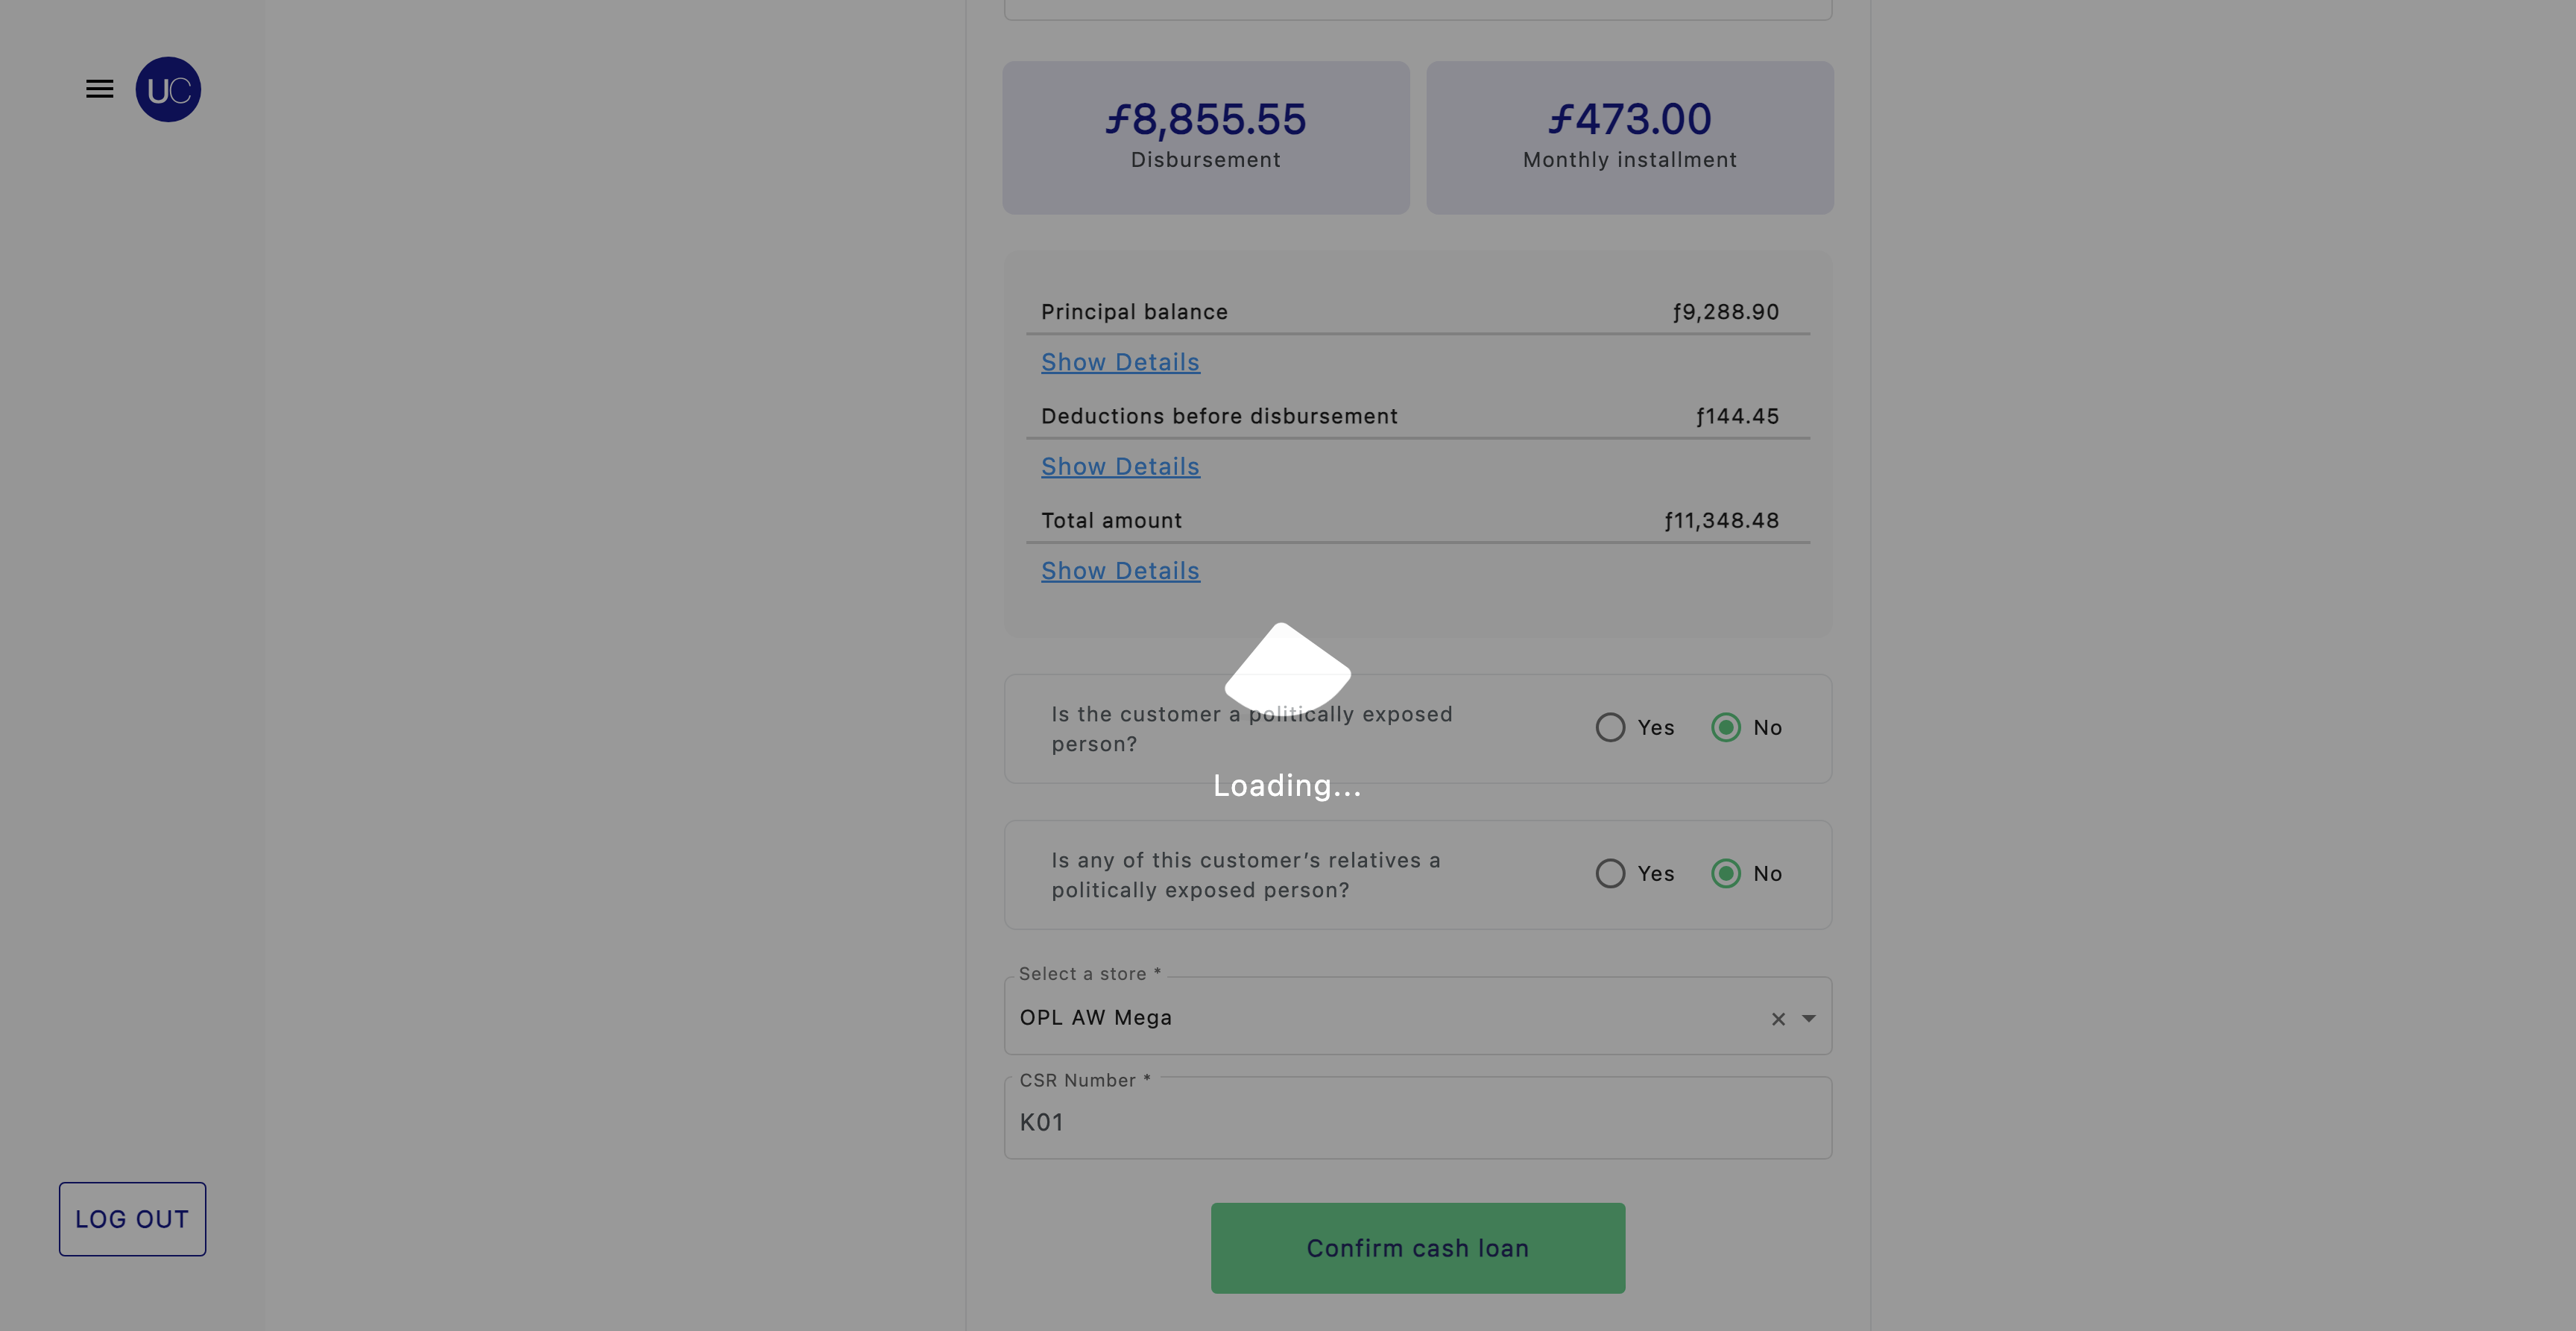 UC
ƒ8,855.55
Disbursement
ƒ473.00
Monthly installment
Principal balance ƒ9,288.90
Show Details
Deductions before disbursement ƒ144.45
Show Details
Total amount ƒ11,348.48
Show Details
Is the customer a politically exposed
person?
Yes No
Loading...
Is any of this customer’s relatives a
politically exposed person?
Yes No
Select a store *
OPL AW Mega
CSR Number *
K01
LOG OUT
Confirm cash loan